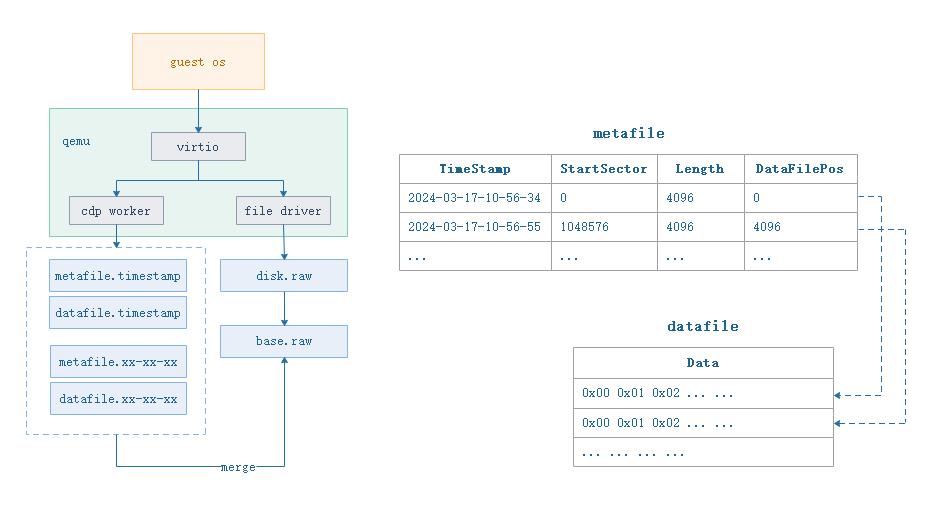 guest os
qemu
virtio
cdp worker
file driver
metafile.timestamp
datafile.timestamp
metafile.xx-xx-xx
datafile.xx-xx-xx
disk.raw
base.raw
merge
metafile
TimeStamp StartSector Length DataFilePos
2024-03-17-10-56-34 0 4096 0
2024-03-17-10-56-55 1048576 4096 4096
... ... ... ...
datafile
Data
0x00 0x01 0x02 ... ...
0x00 0x01 0x02 ... ...
... ... ... ...